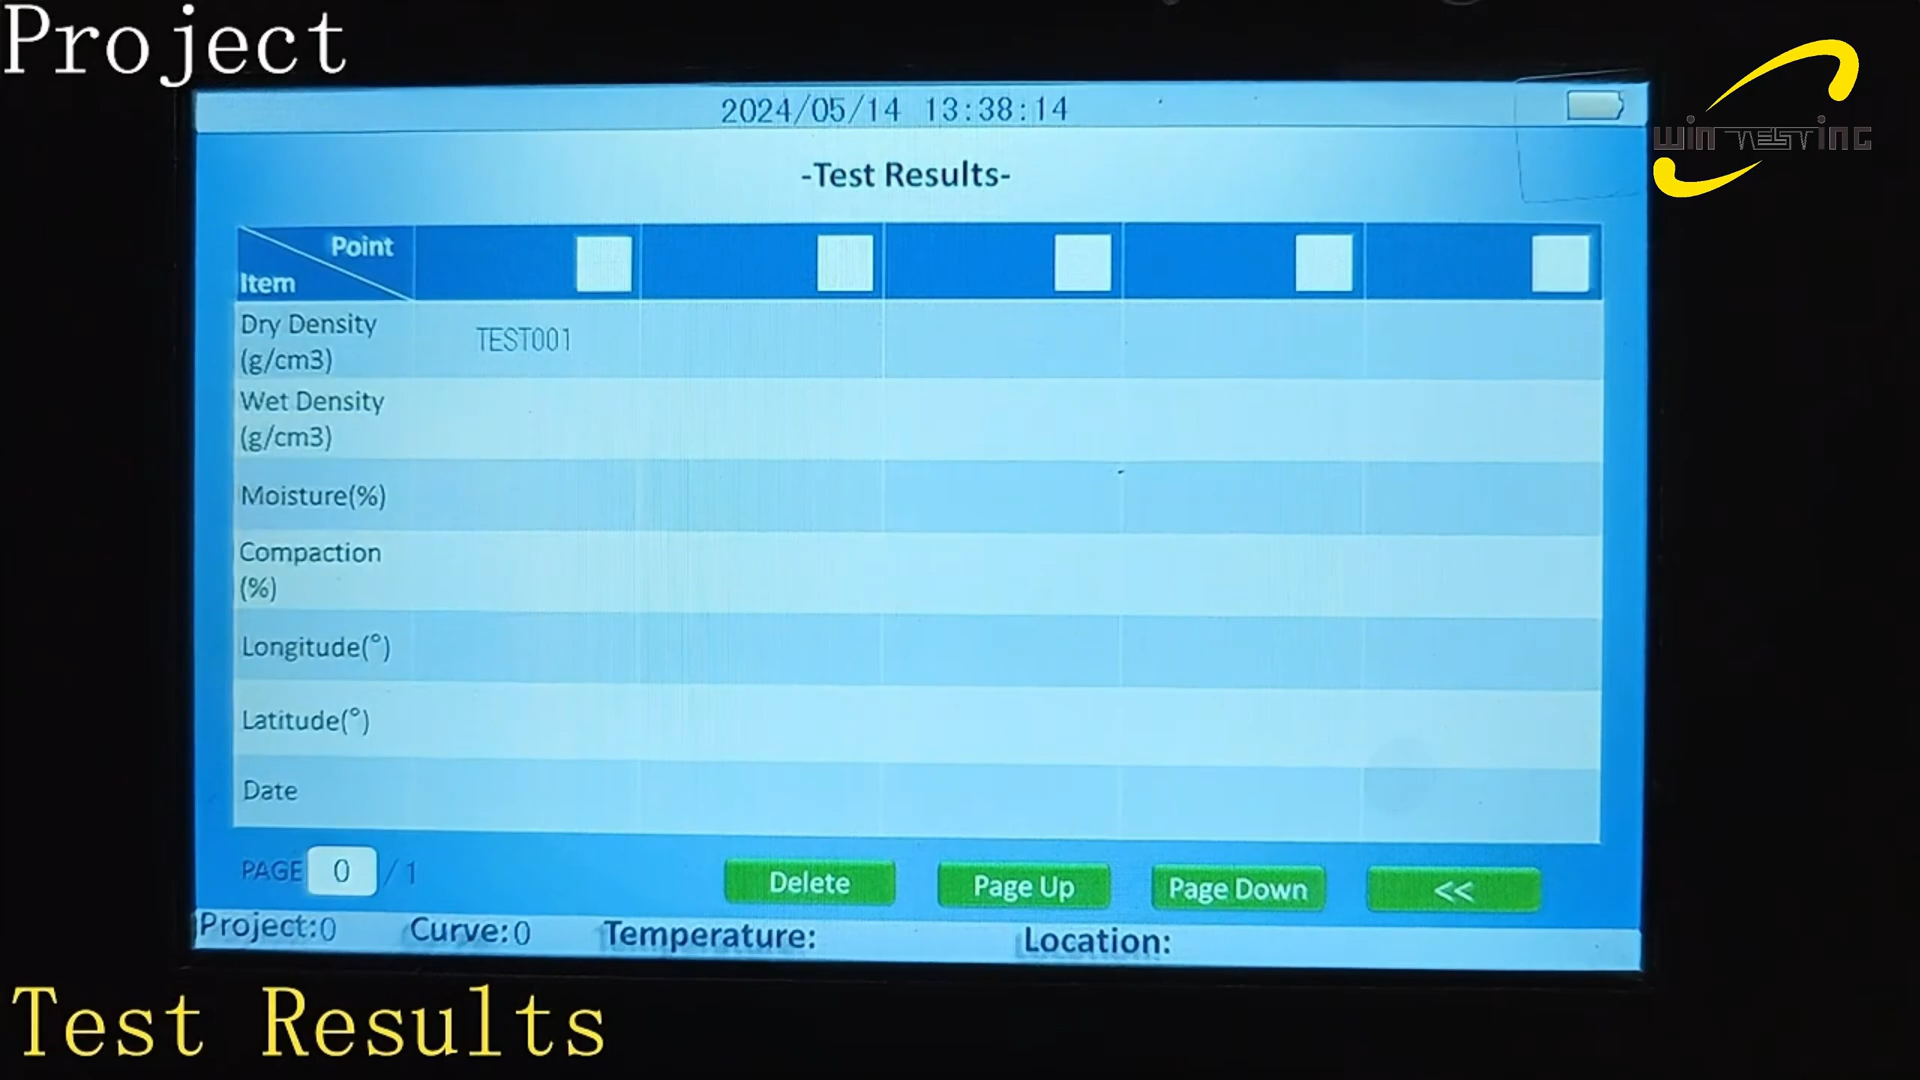 Project
2024/05/14 13:38:14
WIN TESTING
-Test Results-
Point
Item
Dry Density
(g/cm3)
TEST001
Wet Density
(g/cm3)
Moisture(%)
Compaction
(%)
Longitude(°)
Latitude(°)
Date
PAGE 0 / 1
Delete
Page Up
Page Down
<<
Project:0 Curve:0 Temperature: Location:
Test Results